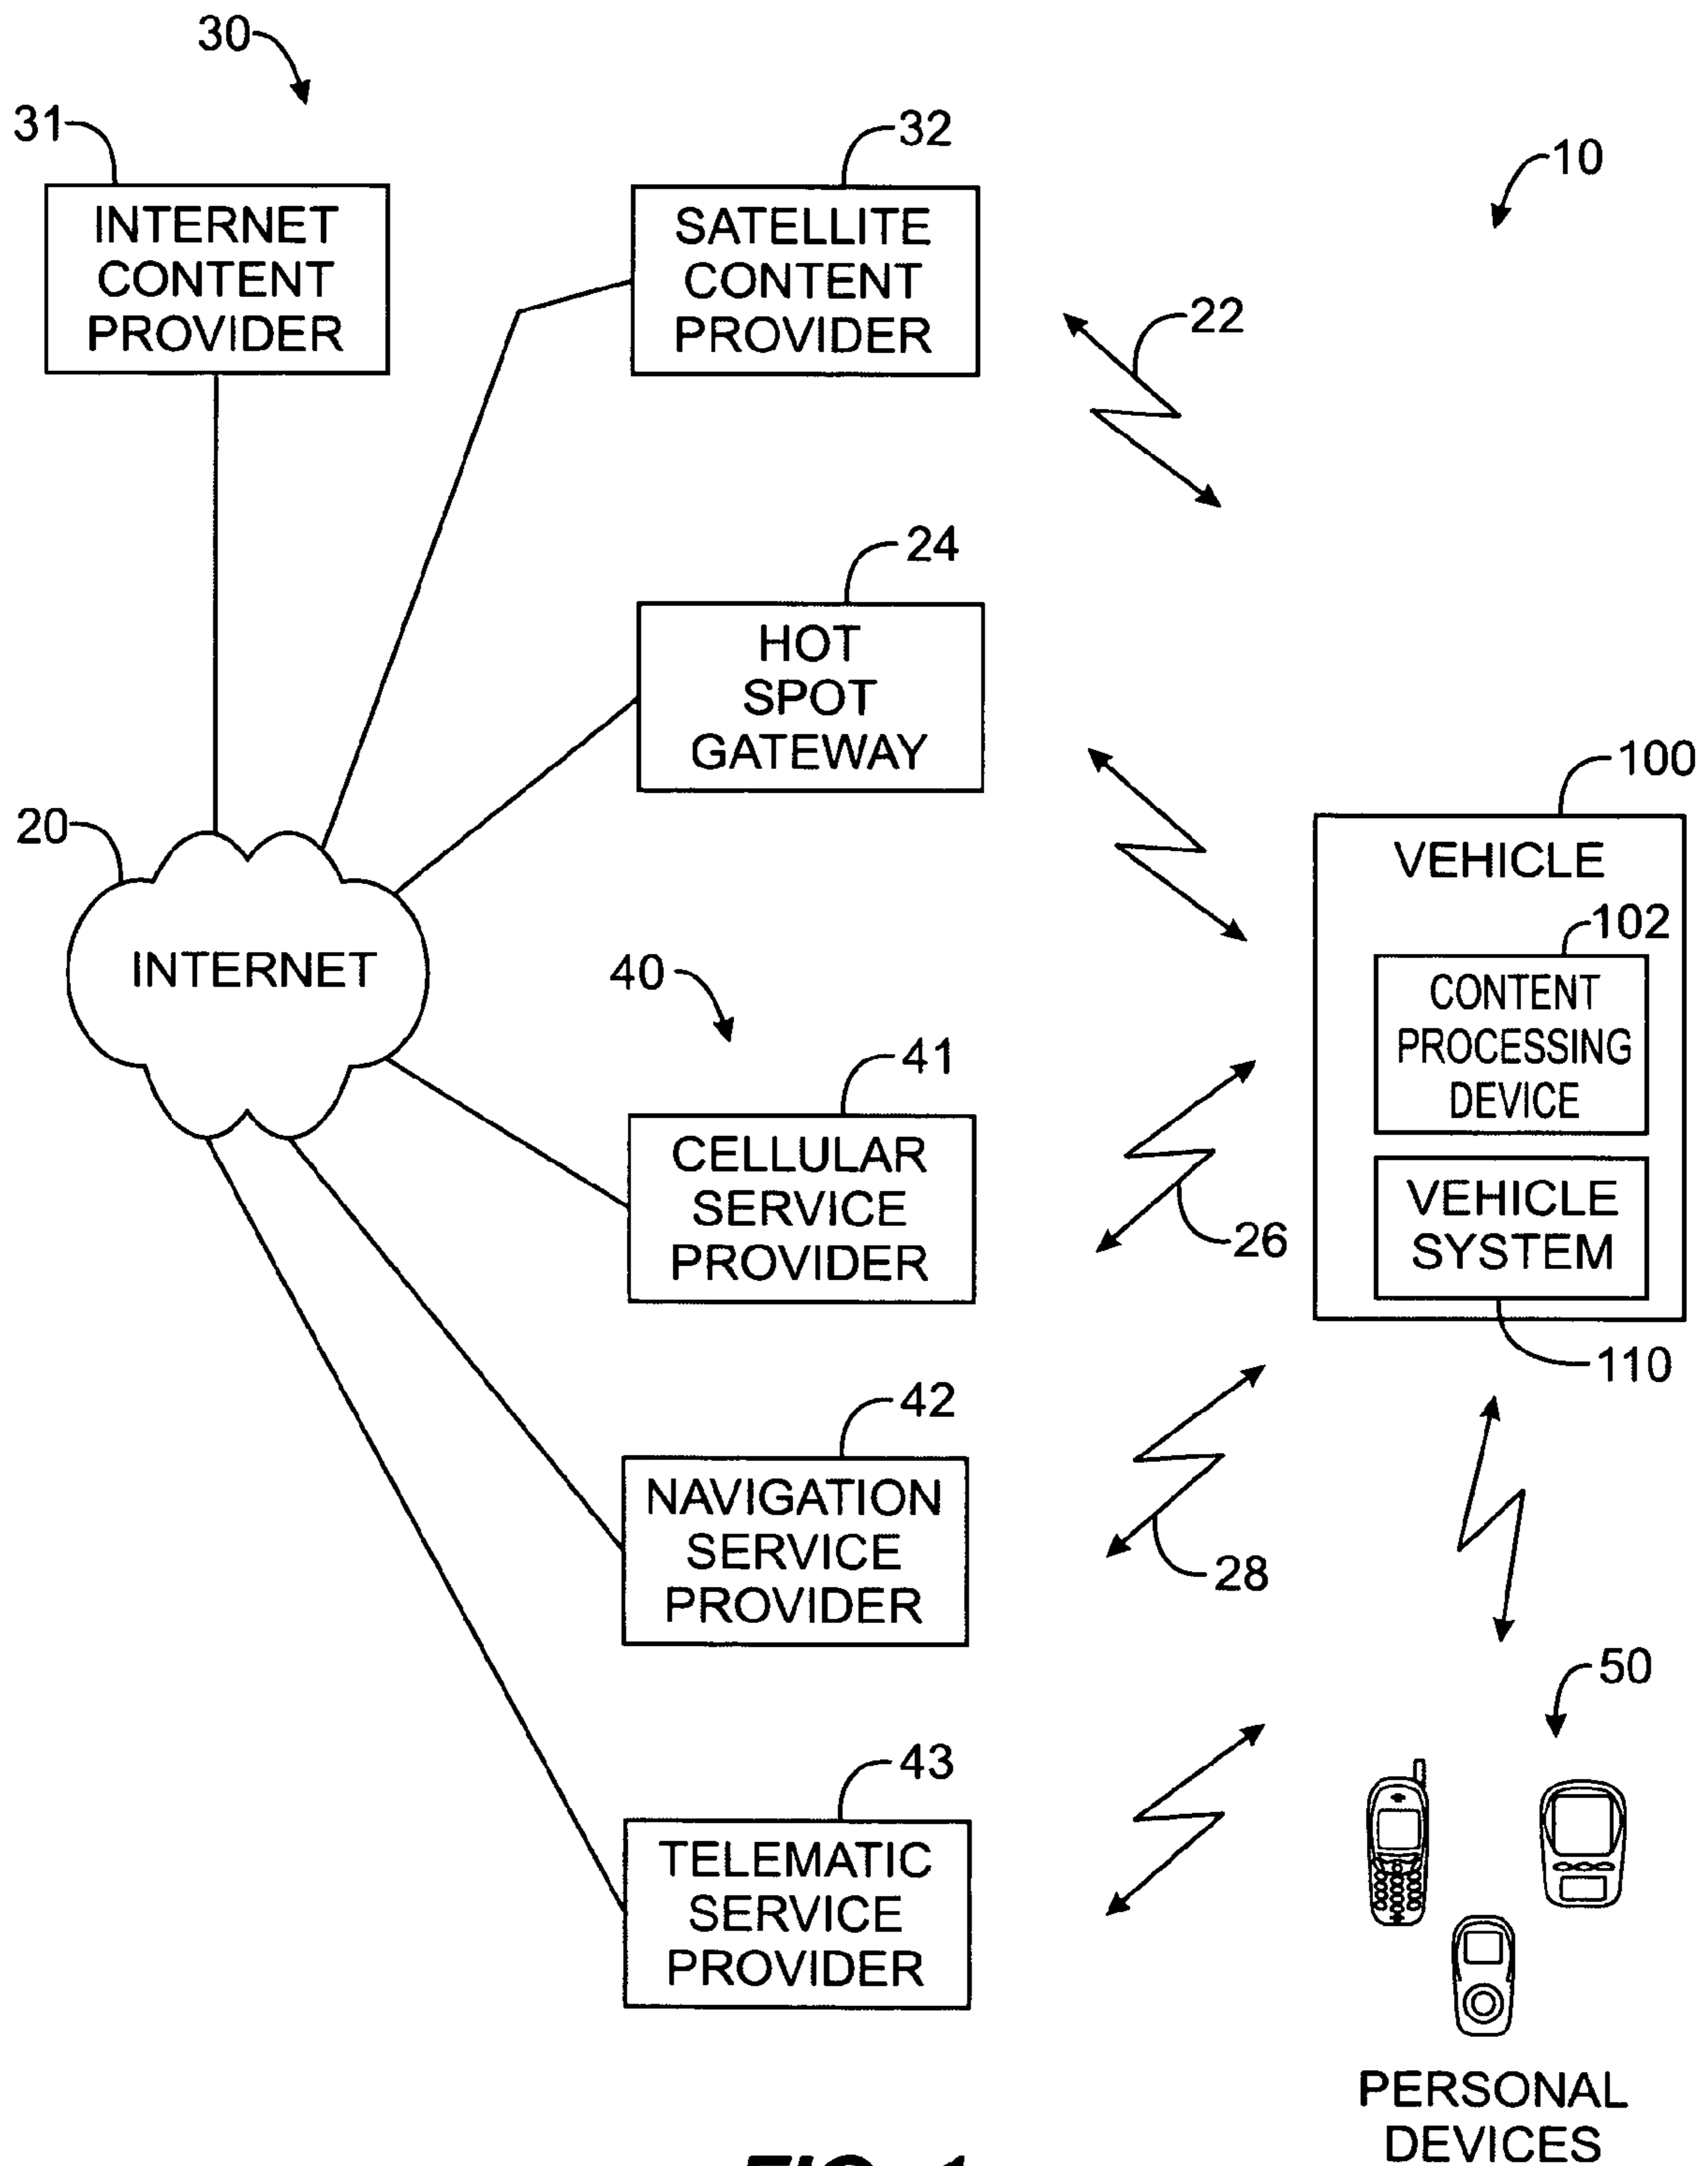 30
31
32
10
INTERNET
CONTENT
PROVIDER
SATELLITE
CONTENT
PROVIDER
22
24
HOT
SPOT
GATEWAY
100
VEHICLE
20
102
INTERNET
40
CONTENT
PROCESSING
DEVICE
41
CELLULAR
SERVICE
PROVIDER
VEHICLE
SYSTEM
26
110
42
NAVIGATION
SERVICE
PROVIDER
28
50
43
TELEMATIC
SERVICE
PROVIDER
PERSONAL
DEVICES
FIG. 1